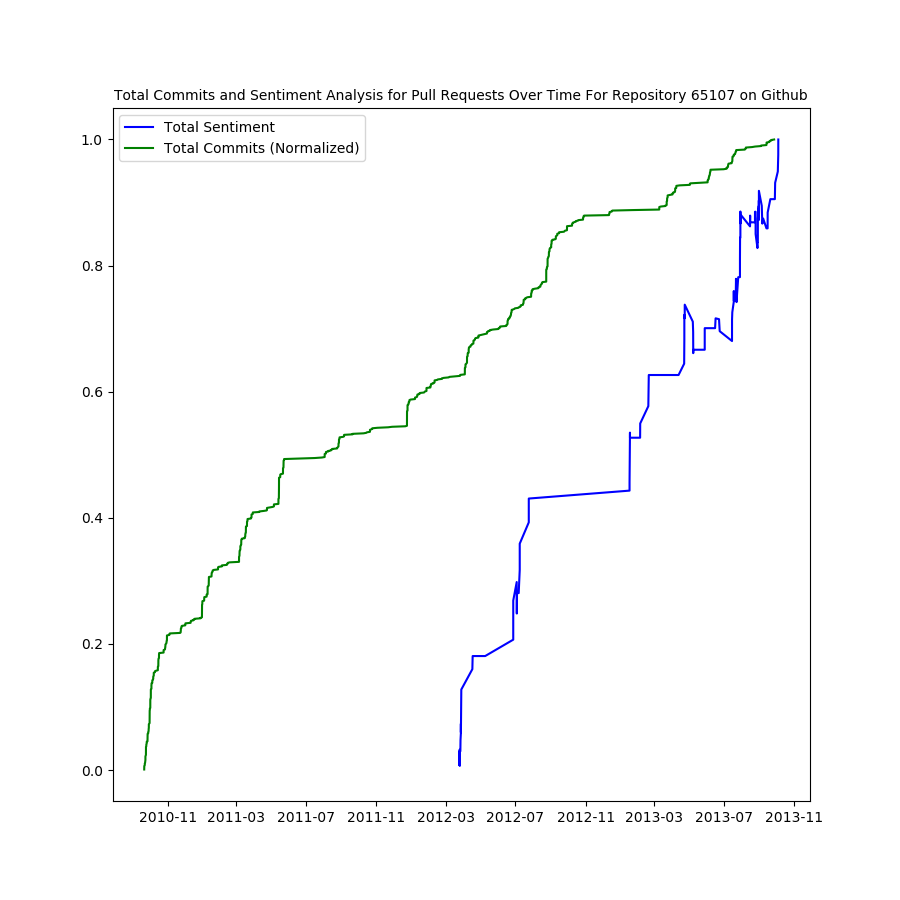 Total Commits and Sentiment Analysis for Pull Requests Over Time For Repository 65107 on Github
Total Sentiment
Total Commits (Normalized)
1.0
0.8
0.6
0.4
0.2
0.0
2010-11 2011-03 2011-07 2011-11 2012-03 2012-07 2012-11 2013-03 2013-07 2013-11